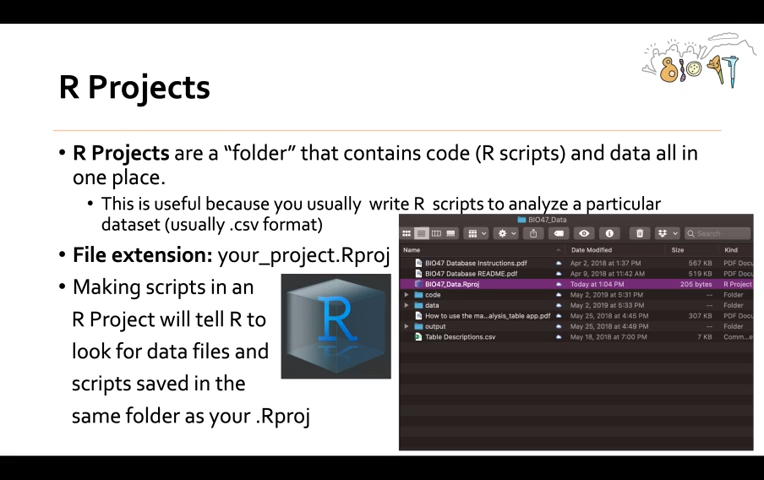 BIO47
R Projects
• R Projects are a “folder” that contains code (R scripts) and data all in
one place.
• This is useful because you usually write R scripts to analyze a particular
dataset (usually .csv format)
• File extension: your_project.Rproj
• Making scripts in an
R Project will tell R to
look for data files and
scripts saved in the
same folder as your .Rproj
R
BIO47_Data
Search
Name Date Modified Size Kind
BIO47 Database Instructions.pdf Apr 2, 2018 at 1:37 PM 567 KB PDF Docu
BIO47 Database README.pdf Apr 9, 2018 at 11:42 AM 519 KB PDF Docu
BIO47_Data.Rproj Today at 1:04 PM 205 bytes R Project
code May 2, 2019 at 5:31 PM -- Folder
data May 2, 2019 at 5:33 PM -- Folder
How to use the ma...alysis_table app.pdf May 25, 2018 at 4:45 PM 307 KB PDF Docu
output May 25, 2018 at 4:49 PM -- Folder
Table Descriptions.csv May 18, 2018 at 7:00 PM 7 KB Comm...